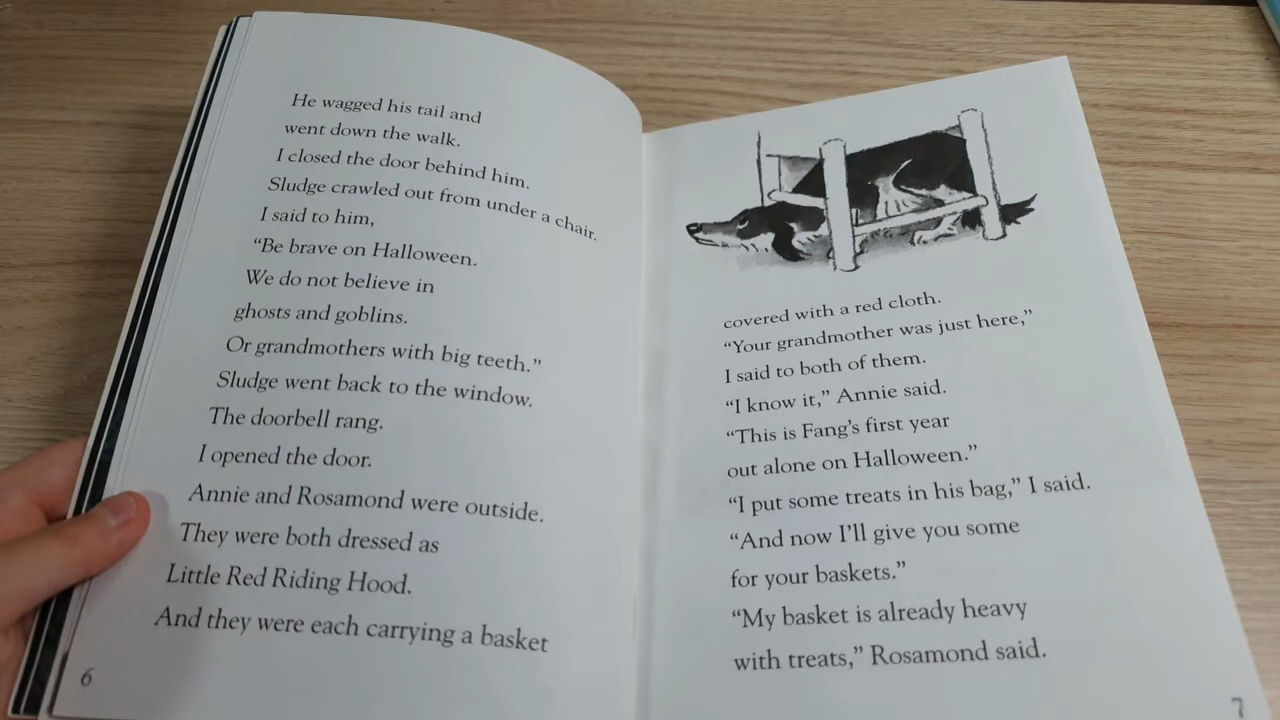 He wagged his tail and
went down the walk.
I closed the door behind him.
Sludge crawled out from under a chair.
I said to him,
“Be brave on Halloween.
We do not believe in
ghosts and goblins.
Or grandmothers with big teeth.”
Sludge went back to the window.
The doorbell rang.
I opened the door.
Annie and Rosamond were outside.
They were both dressed as
Little Red Riding Hood.
And they were each carrying a basket
6
covered with a red cloth.
“Your grandmother was just here,”
I said to both of them.
“I know it,” Annie said.
“This is Fang’s first year
out alone on Halloween.”
“I put some treats in his bag,” I said.
“And now I’ll give you some
for your baskets.”
“My basket is already heavy
with treats,” Rosamond said.
7